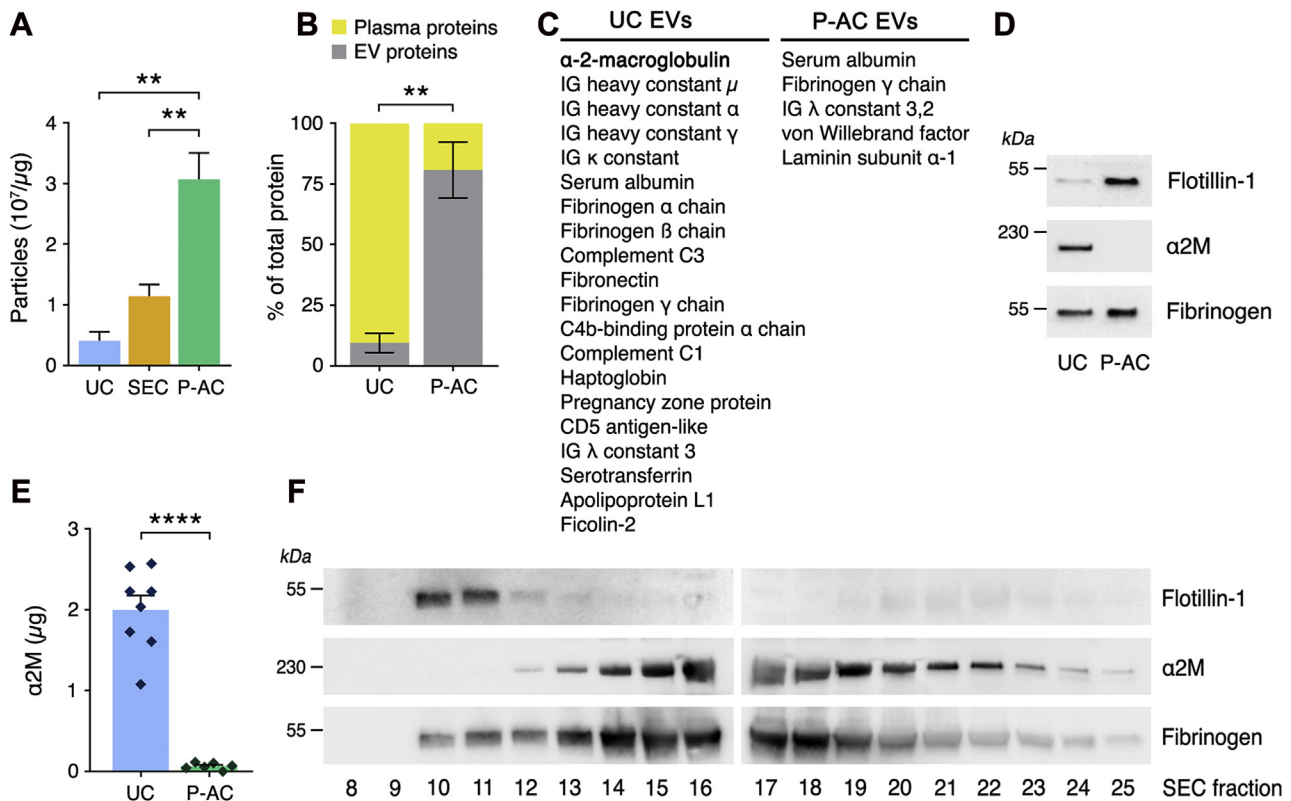 A
**
**
Particles (10⁷/µg)
4
3
2
1
0
UC SEC P-AC
B
Plasma proteins
EV proteins
**
% of total protein
100
75
50
25
0
UC P-AC
C
UC EVs
α-2-macroglobulin
IG heavy constant µ
IG heavy constant α
IG heavy constant γ
IG κ constant
Serum albumin
Fibrinogen α chain
Fibrinogen ß chain
Complement C3
Fibronectin
Fibrinogen γ chain
C4b-binding protein α chain
Complement C1
Haptoglobin
Pregnancy zone protein
CD5 antigen-like
IG λ constant 3
Serotransferrin
Apolipoprotein L1
Ficolin-2
P-AC EVs
Serum albumin
Fibrinogen γ chain
IG λ constant 3,2
von Willebrand factor
Laminin subunit α-1
D
kDa
55
Flotillin-1
230
α2M
55
Fibrinogen
UC P-AC
E
****
α2M (µg)
3
2
1
0
UC P-AC
F
kDa
55
Flotillin-1
230
α2M
55
Fibrinogen
8 9 10 11 12 13 14 15 16 17 18 19 20 21 22 23 24 25 SEC fraction